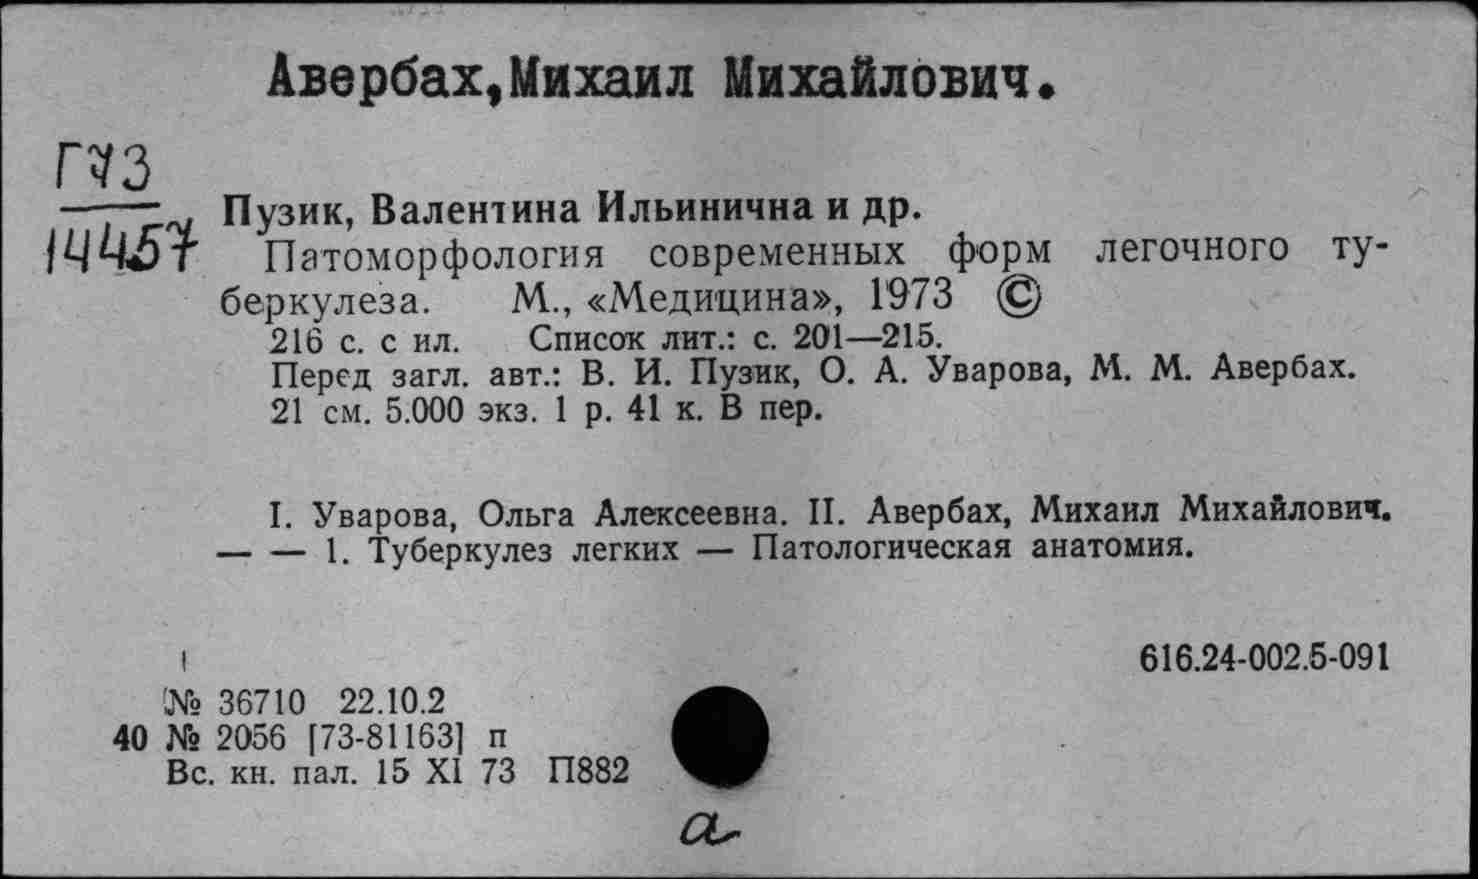 Авербах, Михаил Михайлович.
Г73
14457
Пузик, Валентина Ильинична и др.
Патоморфология современных форм легочного ту-
беркулеза. М., «Медицина», 1973 ©
216 с. с ил. Список лит.: с. 201—215.
Перед загл. авт.: В. И. Пузик, О. А. Уварова, М. М. Авербах.
21 см. 5.000 экз. 1 р. 41 к. В пер.
I. Уварова, Ольга Алексеевна. II. Авербах, Михаил Михайлович.
— — 1. Туберкулез легких — Патологическая анатомия.
616.24-002.5-091
№ 36710 22.10.2
40 № 2056 [73-81163] п
Вс. кн. пал. 15 XI 73 П882
а